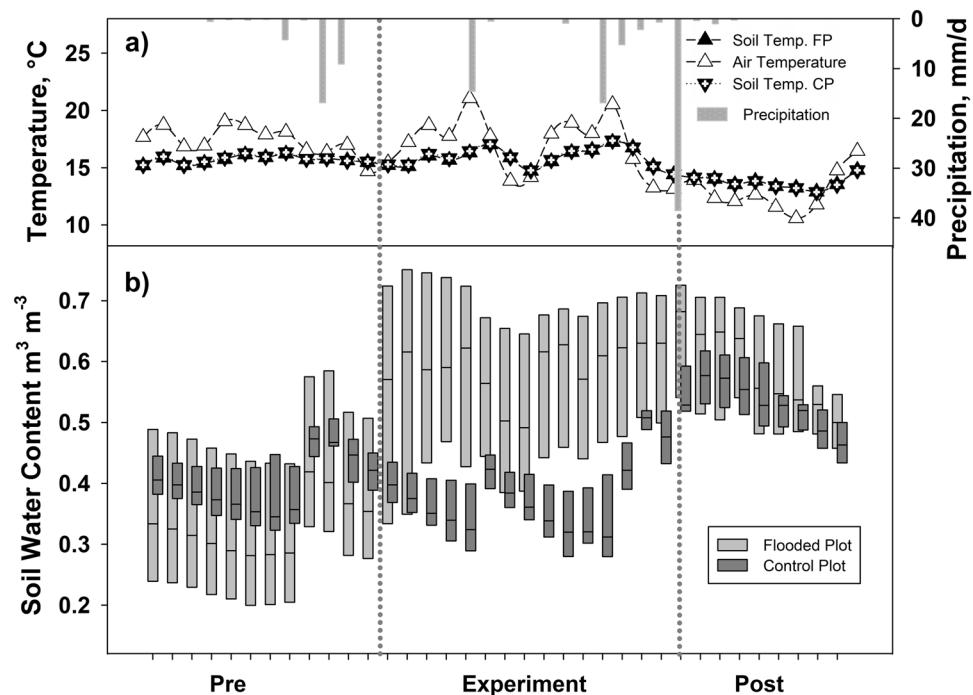 a)
Temperature, °C
25
20
15
10
Soil Temp. FP
Air Temperature
Soil Temp. CP
Precipitation
0
10
20
30
40
Precipitation, mm/d
b)
Soil Water Content m³ m⁻³
0.7
0.6
0.5
0.4
0.3
0.2
Flooded Plot
Control Plot
Pre Experiment Post